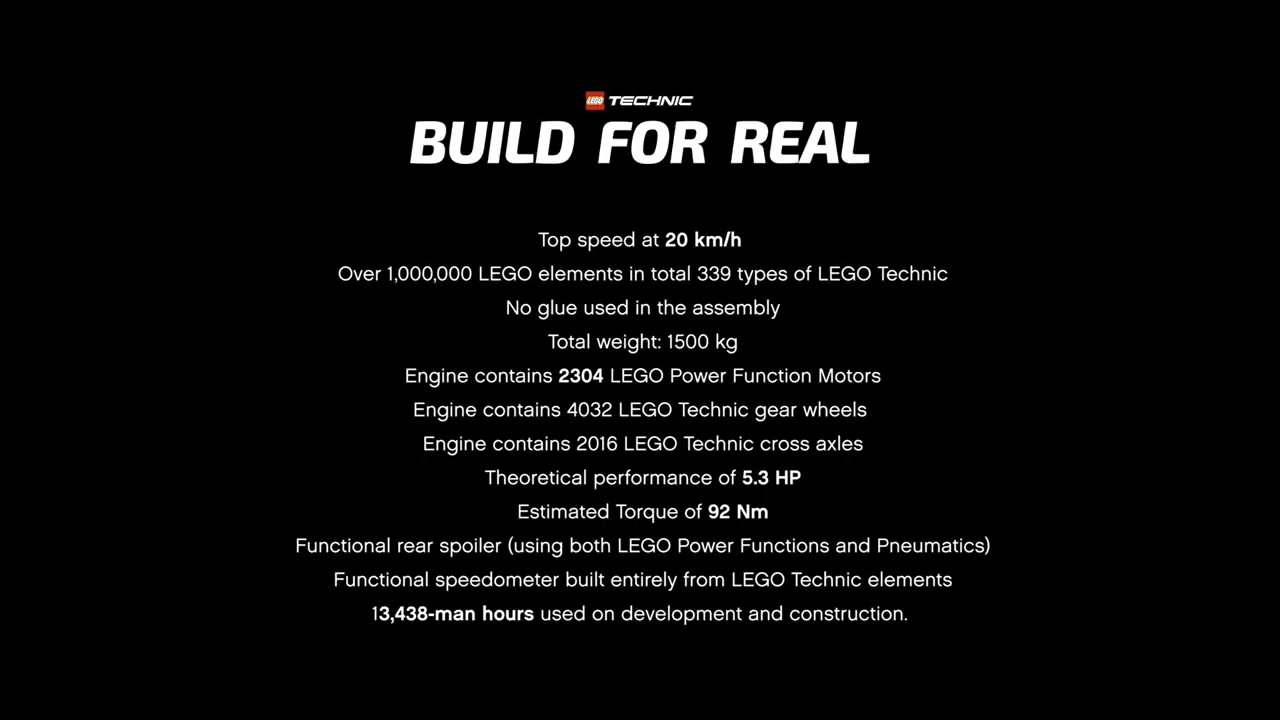 LEGO TECHNIC
BUILD FOR REAL
Top speed at 20 km/h
Over 1,000,000 LEGO elements in total 339 types of LEGO Technic
No glue used in the assembly
Total weight: 1500 kg
Engine contains 2304 LEGO Power Function Motors
Engine contains 4032 LEGO Technic gear wheels
Engine contains 2016 LEGO Technic cross axles
Theoretical performance of 5.3 HP
Estimated Torque of 92 Nm
Functional rear spoiler (using both LEGO Power Functions and Pneumatics)
Functional speedometer built entirely from LEGO Technic elements
13,438-man hours used on development and construction.